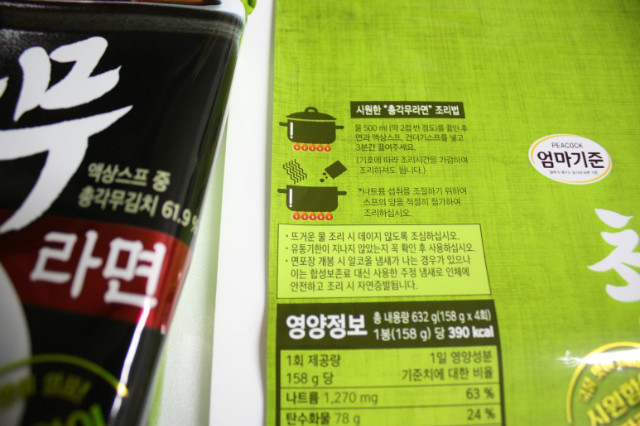 무
액상스프 중
총각무김치 61.9%
라면
시원한 "총각무라면" 조리법
물 500 ml (약 2컵 반 정도)를 끓인 후
면과 액상스프, 건더기스프를 넣고
3분간 끓여주세요.
(기호에 따라 조리시간을 가감하여
조리하셔도 됩니다.)
*나트륨 섭취를 조절하기 위하여
스프의 양을 적절히 첨가하여
조리하십시오.
PEACOCK
엄마기준
• 뜨거운 물 조리 시 데이지 않도록 조심하십시오.
• 유통기한이 지나지 않았는지 꼭 확인 후 사용하십시오.
• 면포장 개봉 시 알코올 냄새가 나는 경우가 있으나
이는 합성보존료 대신 사용한 주정 냄새로 인체에
안전하고 조리 시 자연증발됩니다.
초
영양정보
총 내용량 632 g(158 g x 4회)
1봉(158 g) 당 390 kcal
1회 제공량
158 g 당
1일 영양성분
기준치에 대한 비율
나트륨 1,270 mg 63 %
탄수화물 78 g 24 %
시원한